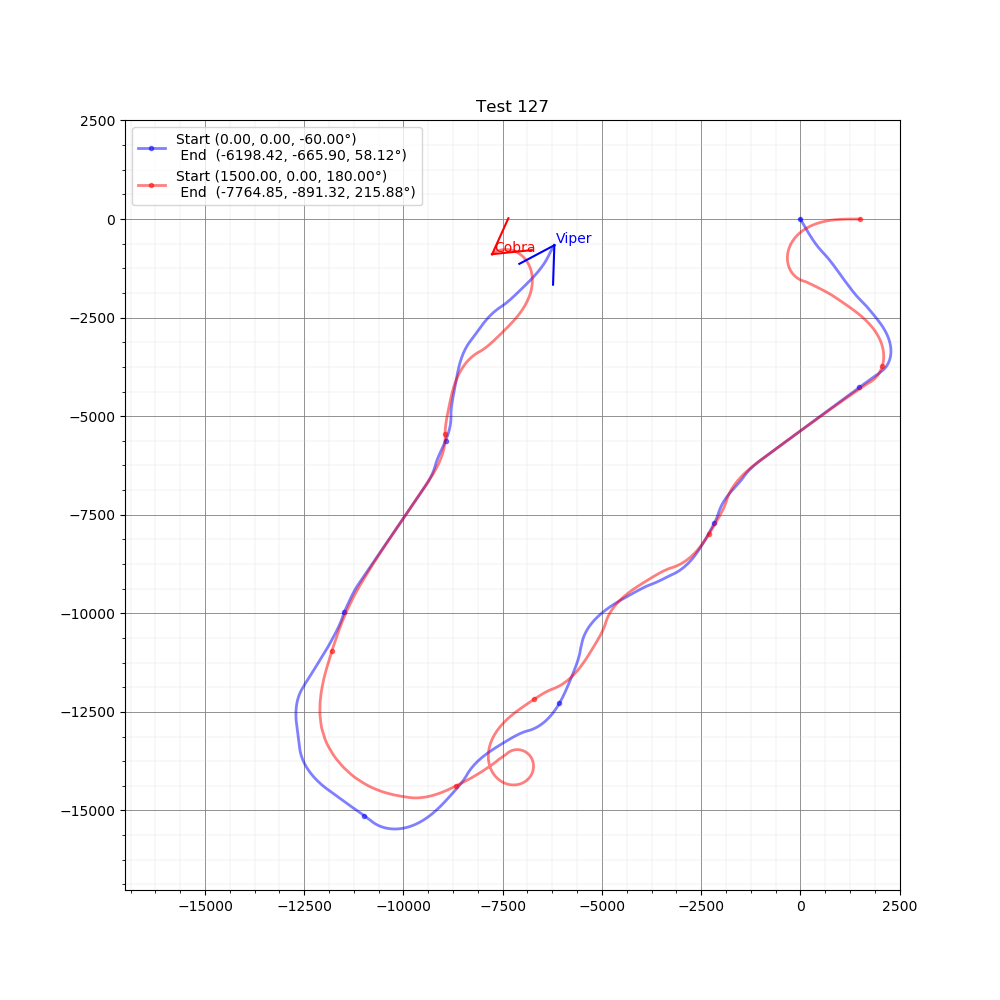 Test 127
Start (0.00, 0.00, -60.00°)
End  (-6198.42, -665.90, 58.12°)
Start (1500.00, 0.00, 180.00°)
End  (-7764.85, -891.32, 215.88°)
2500
0
−2500
−5000
−7500
−10000
−12500
−15000
Cobra
Viper
−15000 −12500 −10000 −7500 −5000 −2500 0 2500